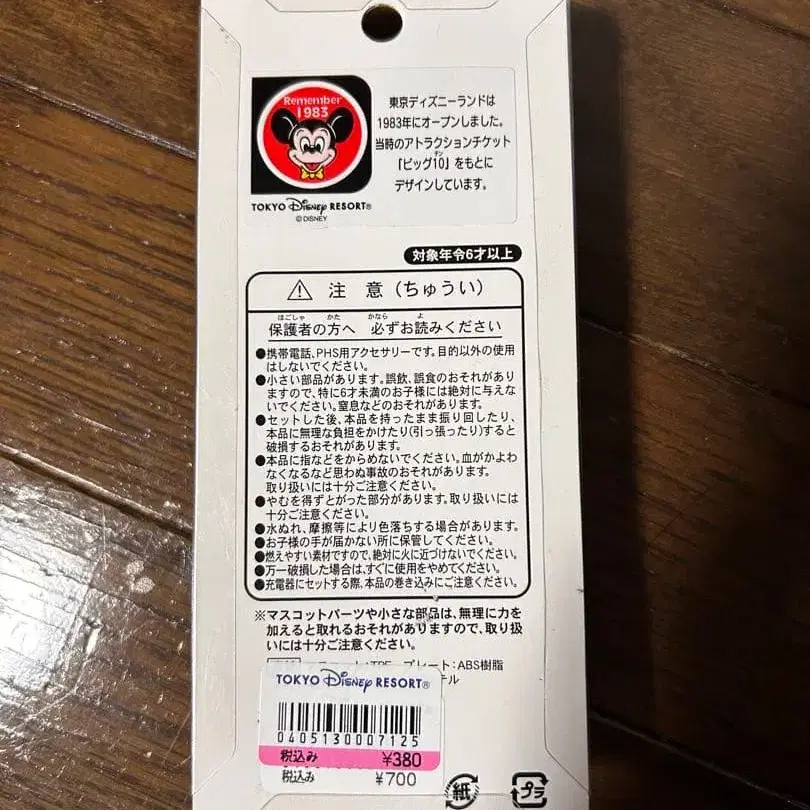 Remember
1983
東京ディズニーランドは
1983年にオープンしました。
当時のアトラクションチケット
テン
『ビッグ10』をもとに
デザインしています。
TOKYO Disney RESORT®
©DISNEY
対象年令6才以上
注 意（ちゅうい）
ほごしゃ かた かなら よ
保護者の方へ 必ずお読みください
●携帯電話、PHS用アクセサリーです。目的以外の使用
はしないでください。
●小さい部品があります。誤飲、誤食のおそれがあり
ますので、特に6才未満のお子様には絶対に与えな
いでください。窒息などのおそれがあります。
●セットした後、本品を持ったまま振り回したり、
本品に無理な負担をかけたり(引っ張ったり)すると
破損するおそれがあります。
●本品に指などをからめないでください。血がかよわ
なくなるなど思わぬ事故のおそれがあります。
取り扱いには十分ご注意ください。
●やむを得ずとがった部分があります。取り扱いには
十分ご注意ください。
●水ぬれ、摩擦等により色落ちする場合があります。
●お子様の手が届かない所に保管してください。
●燃えやすい素材ですので、絶対に火に近づけないでください。
●万一破損した場合は、すぐに使用をやめてください。
●充電器にセットする際、本品の巻き込みにご注意ください。
※マスコットパーツや小さな部品は、無理に力を
加えると取れるおそれがありますので、取り扱
いには十分ご注意ください。
プレート:ABS樹脂
テル
TOKYO Disney RESORT®
0405130007125
税込み ¥380
税込み ¥700
紙 プラ